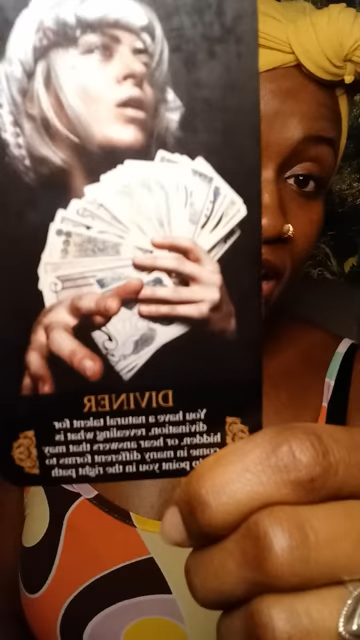 DIVINER
You have a natural talent for
divination, revealing what is
hidden, or hear answers that may
come in many different forms to
to point you in the right path